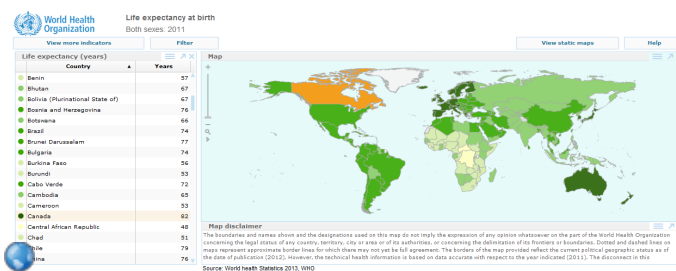 World Health
Organization
Life expectancy at birth
Both sexes: 2011
View more indicators
Filter
View static maps
Help
Life expectancy (years)
Country
Years
Benin 57
Bhutan 67
Bolivia (Plurinational State of) 67
Bosnia and Herzegovina 76
Botswana 66
Brazil 74
Brunei Darussalam 77
Bulgaria 74
Burkina Faso 56
Burundi 53
Cabo Verde 72
Cambodia 65
Cameroon 53
Canada 82
Central African Republic 48
Chad 51
Chile 79
China 76
Map
Map disclaimer
The boundaries and names shown and the designations used on this map do not imply the expression of any opinion whatsoever on the part of the World Health Organization
concerning the legal status of any country, territory, city or area or of its authorities, or concerning the delimitation of its frontiers or boundaries. Dotted and dashed lines on
maps represent approximate border lines for which there may not yet be full agreement. The borders of the map provided reflect the current political geographic status as of
the date of publication (2012). However, the technical health information is based on data accurate with respect to the year indicated (2011). The disconnect in this
Source: World health Statistics 2013, WHO